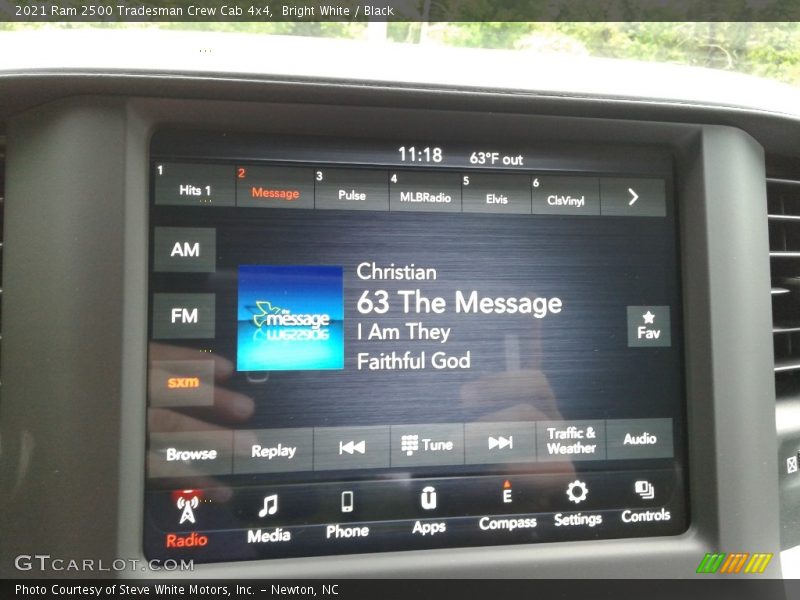 2021 Ram 2500 Tradesman Crew Cab 4x4, Bright White / Black
11:18 63°F out
1 Hits 1 2 Message 3 Pulse 4 MLBRadio 5 Elvis 6 ClsVinyl >
AM
FM
sxm
the
message
Christian
63 The Message
I Am They
Faithful God
Fav
Browse Replay Tune Traffic & Weather Audio
E
Radio Media Phone Apps Compass Settings Controls
GTCARLOT.COM
Photo Courtesy of Steve White Motors, Inc. – Newton, NC